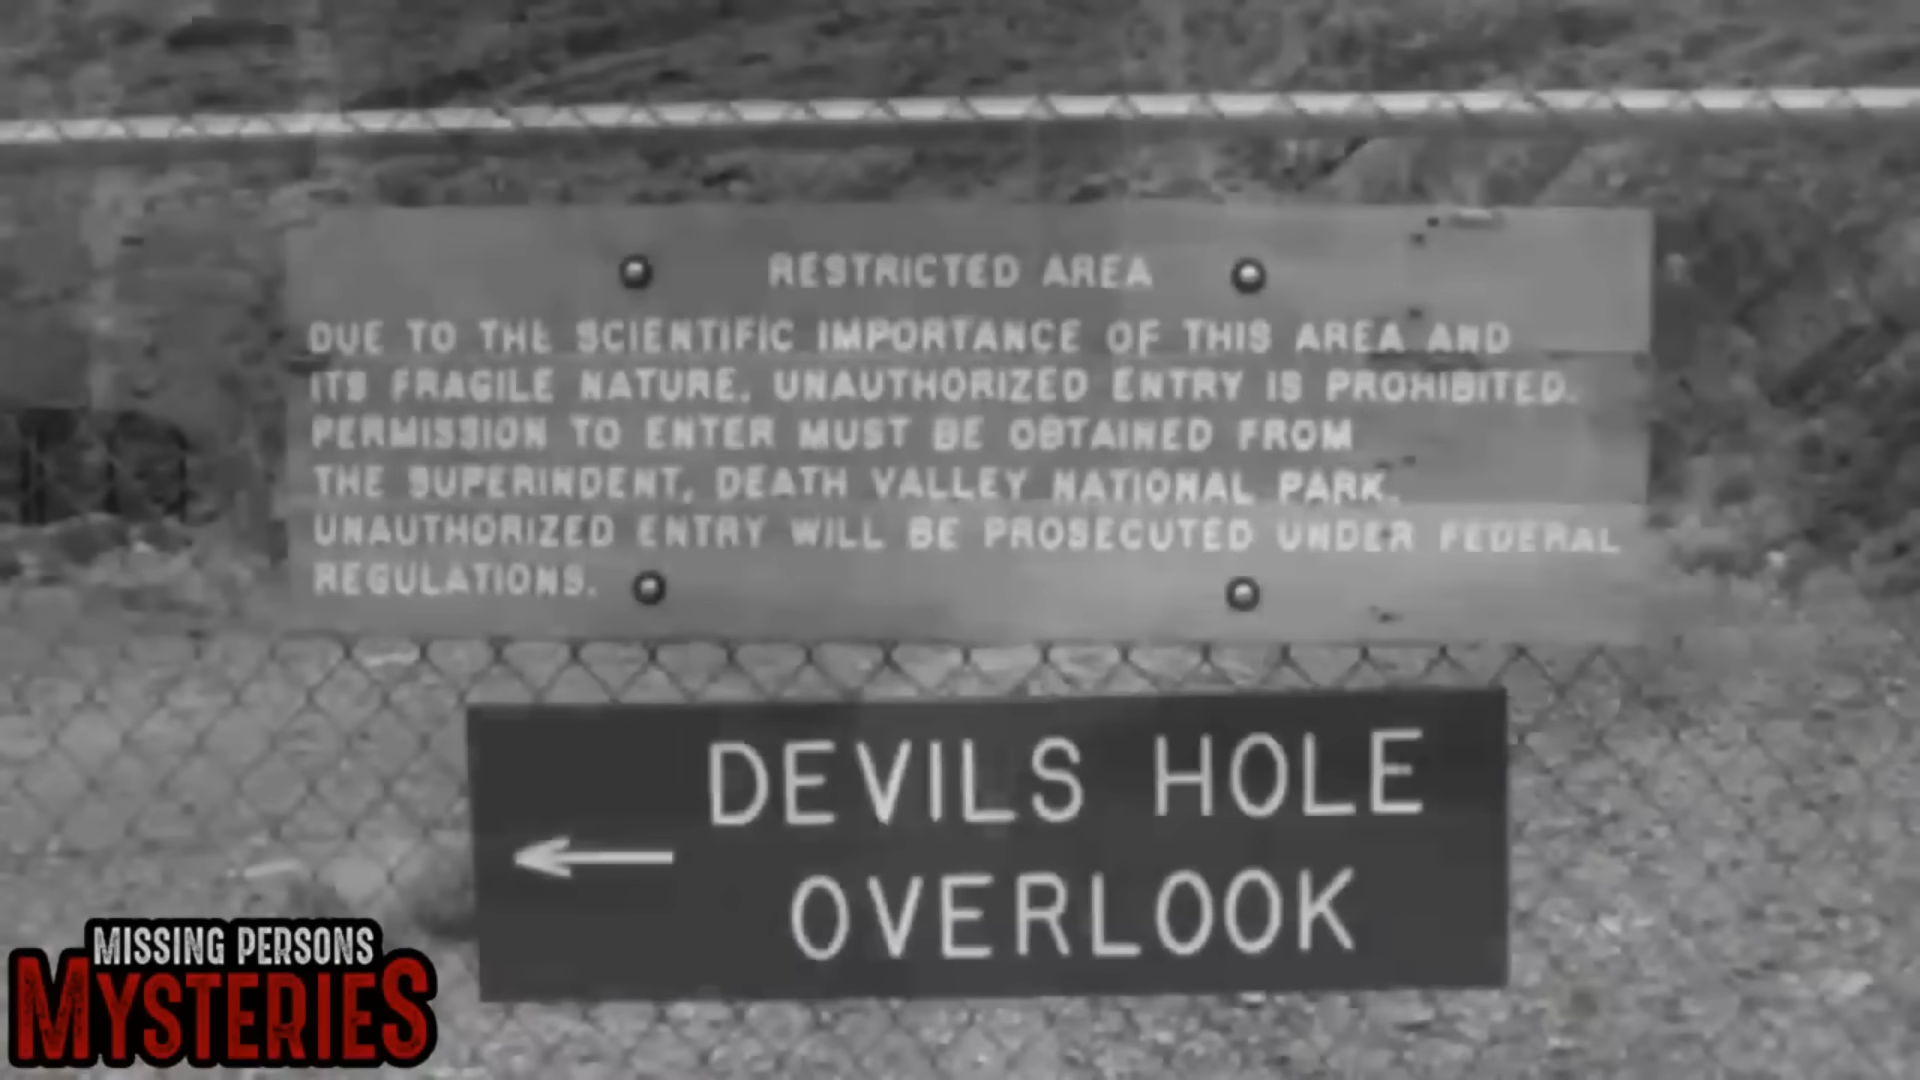 RESTRICTED AREA
DUE TO THE SCIENTIFIC IMPORTANCE OF THIS AREA AND
ITS FRAGILE NATURE, UNAUTHORIZED ENTRY IS PROHIBITED.
PERMISSION TO ENTER MUST BE OBTAINED FROM
THE SUPERINDENT, DEATH VALLEY NATIONAL PARK.
UNAUTHORIZED ENTRY WILL BE PROSECUTED UNDER FEDERAL
REGULATIONS.
DEVILS HOLE
OVERLOOK
MISSING PERSONS
MYSTERIES